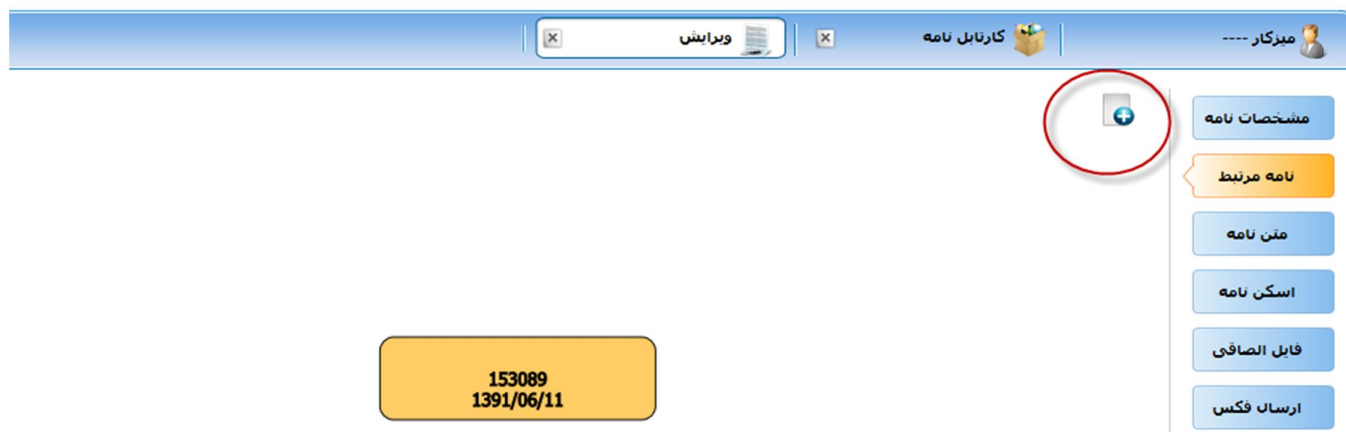 میزکار ----
کارتابل نامه
ویرایش
مشخصات نامه
نامه مرتبط
متن نامه
اسکن نامه
فایل الصاقی
ارسال فکس
153089
1391/06/11